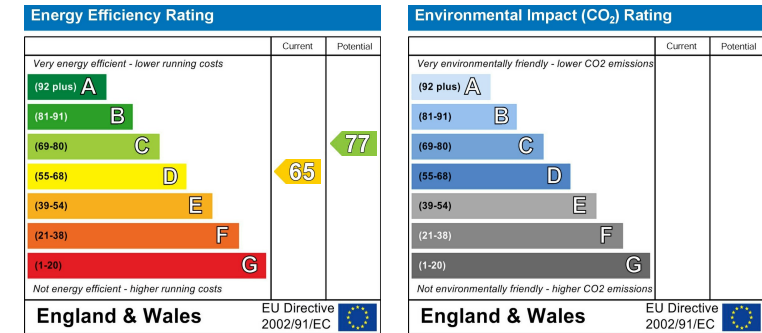 Energy Efficiency Rating
Current Potential
Very energy efficient - lower running costs
(92 plus) A
(81-91) B
(69-80) C
77
(55-68) D
65
(39-54) E
(21-38) F
(1-20) G
Not energy efficient - higher running costs
England & Wales
EU Directive
2002/91/EC
Environmental Impact (CO₂) Rating
Current Potential
Very environmentally friendly - lower CO2 emissions
(92 plus) A
(81-91) B
(69-80) C
(55-68) D
(39-54) E
(21-38) F
(1-20) G
Not environmentally friendly - higher CO2 emissions
England & Wales
EU Directive
2002/91/EC